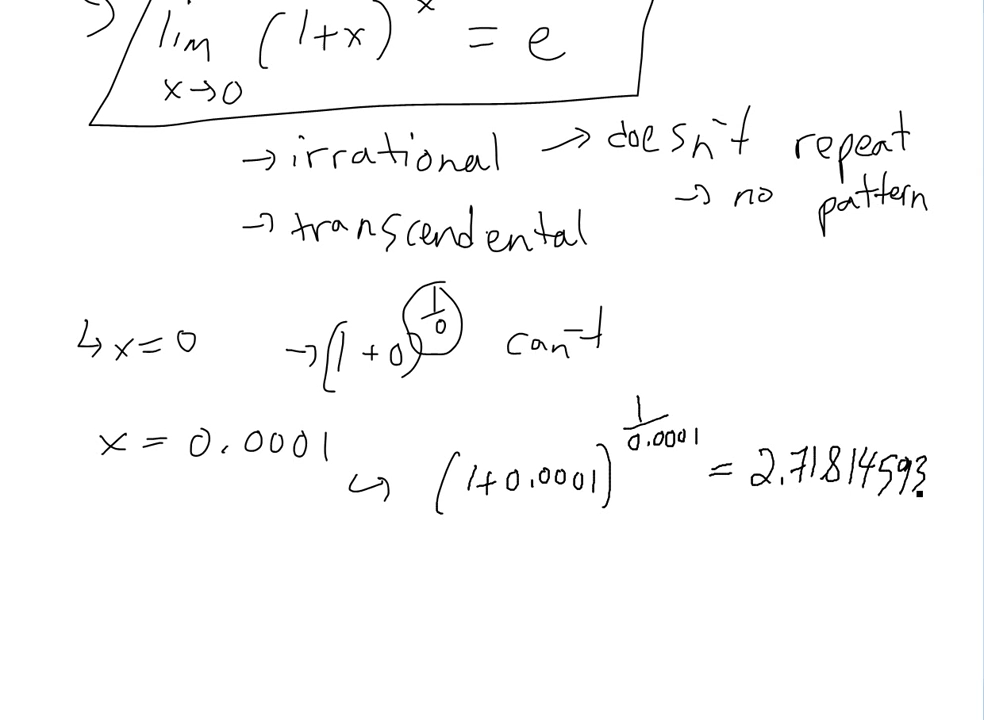 lim (1+x) x = e
x→0
→ irrational → doesn't repeat
→ no pattern
→ transcendental
↳ x = 0 → (1 + 0)^(1/0) can't
x = 0.0001 ↪ (1+0.0001)^(1/0.0001) = 2.71814593